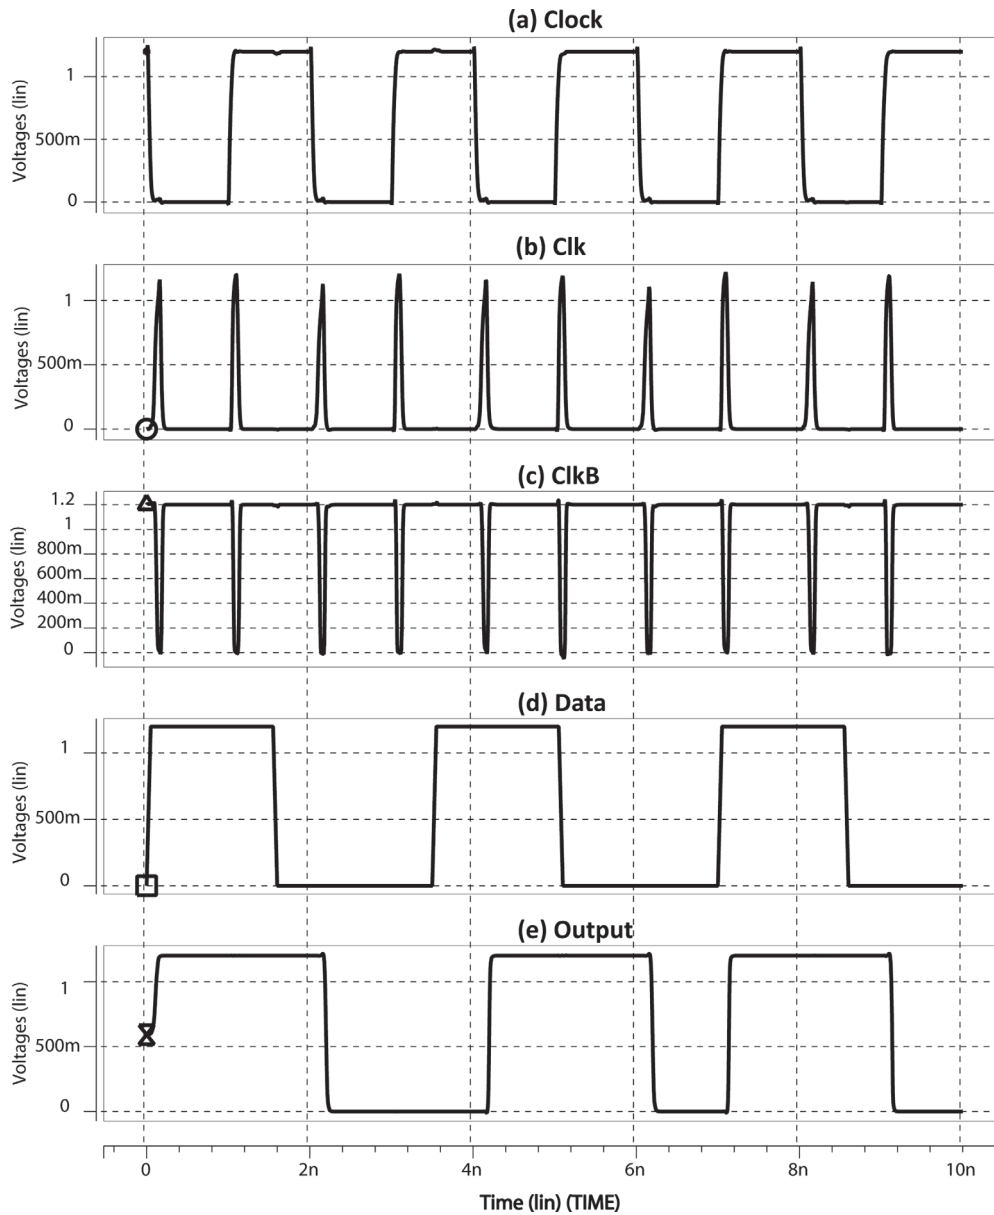 (a) Clock
Voltages (lin)
1
500m
0
(b) Clk
Voltages (lin)
1
500m
0
(c) ClkB
Voltages (lin)
1.2
1
800m
600m
400m
200m
0
(d) Data
Voltages (lin)
1
500m
0
(e) Output
Voltages (lin)
1
500m
0
0 2n 4n 6n 8n 10n
Time (lin) (TIME)